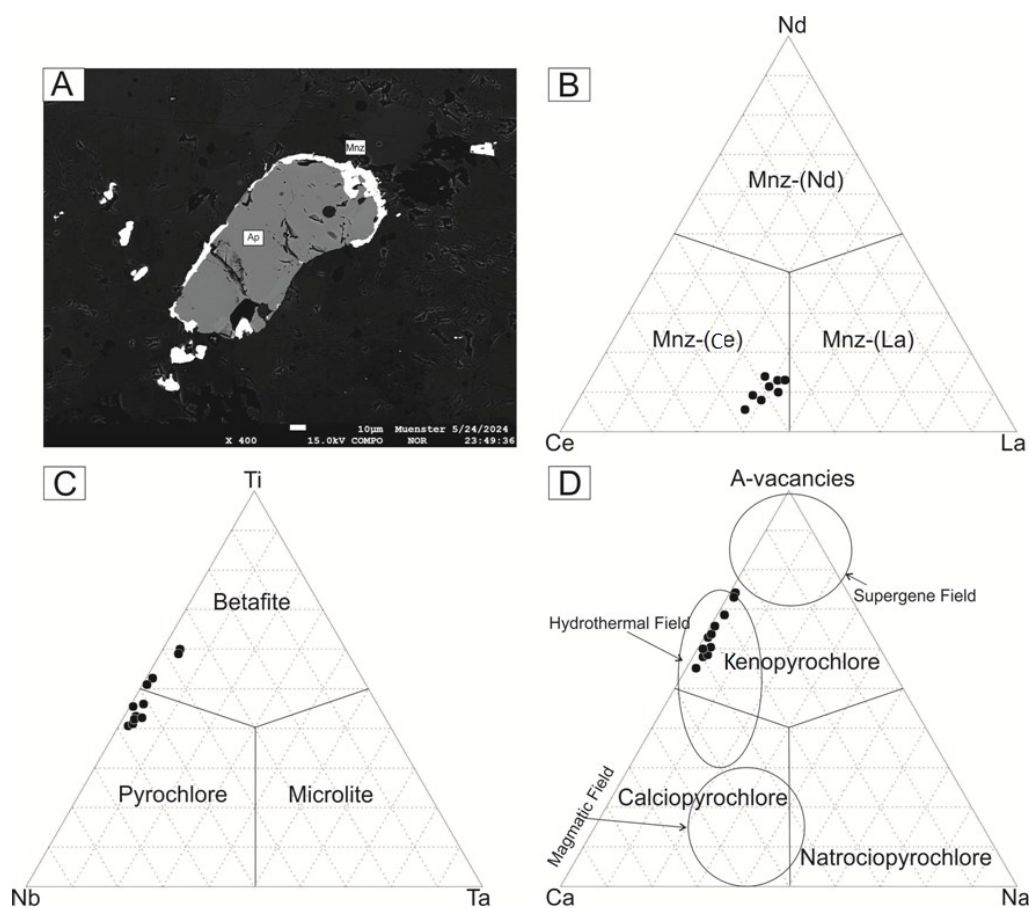 A
Mnz
Ap
10μm Muenster 5/24/2024
X 400 15.0kV COMPO NOR 23:49:36
B
Nd
Mnz-(Nd)
Mnz-(Ce)
Mnz-(La)
Ce
La
C
Ti
Betafite
Pyrochlore
Microlite
Nb
Ta
D
A-vacancies
Supergene Field
Hydrothermal Field
Kenopyrochlore
Magmatic Field
Calciopyrochlore
Natrociopyrochlore
Ca
Na